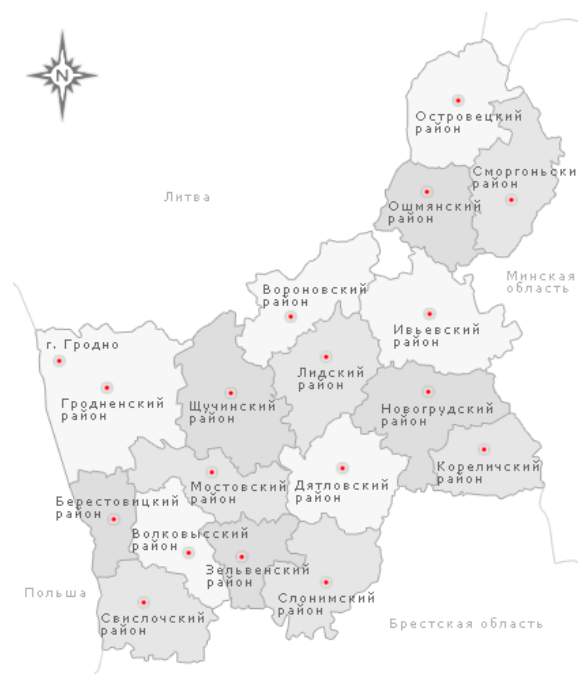 N
Островецкий
район
Сморгоньски
район
Литва
Ошмянский
район
Минская
область
Вороновский
район
Ивьевский
район
г. Гродно
Лидский
район
Гродненский
район
Щучинский
район
Новогрудский
район
Кореличский
район
Мостовский
район
Дятловский
район
Берестовицкий
район
Волковысский
район
Зельвенский
район
Польша
Слонимский
район
Свислочский
район
Брестская область